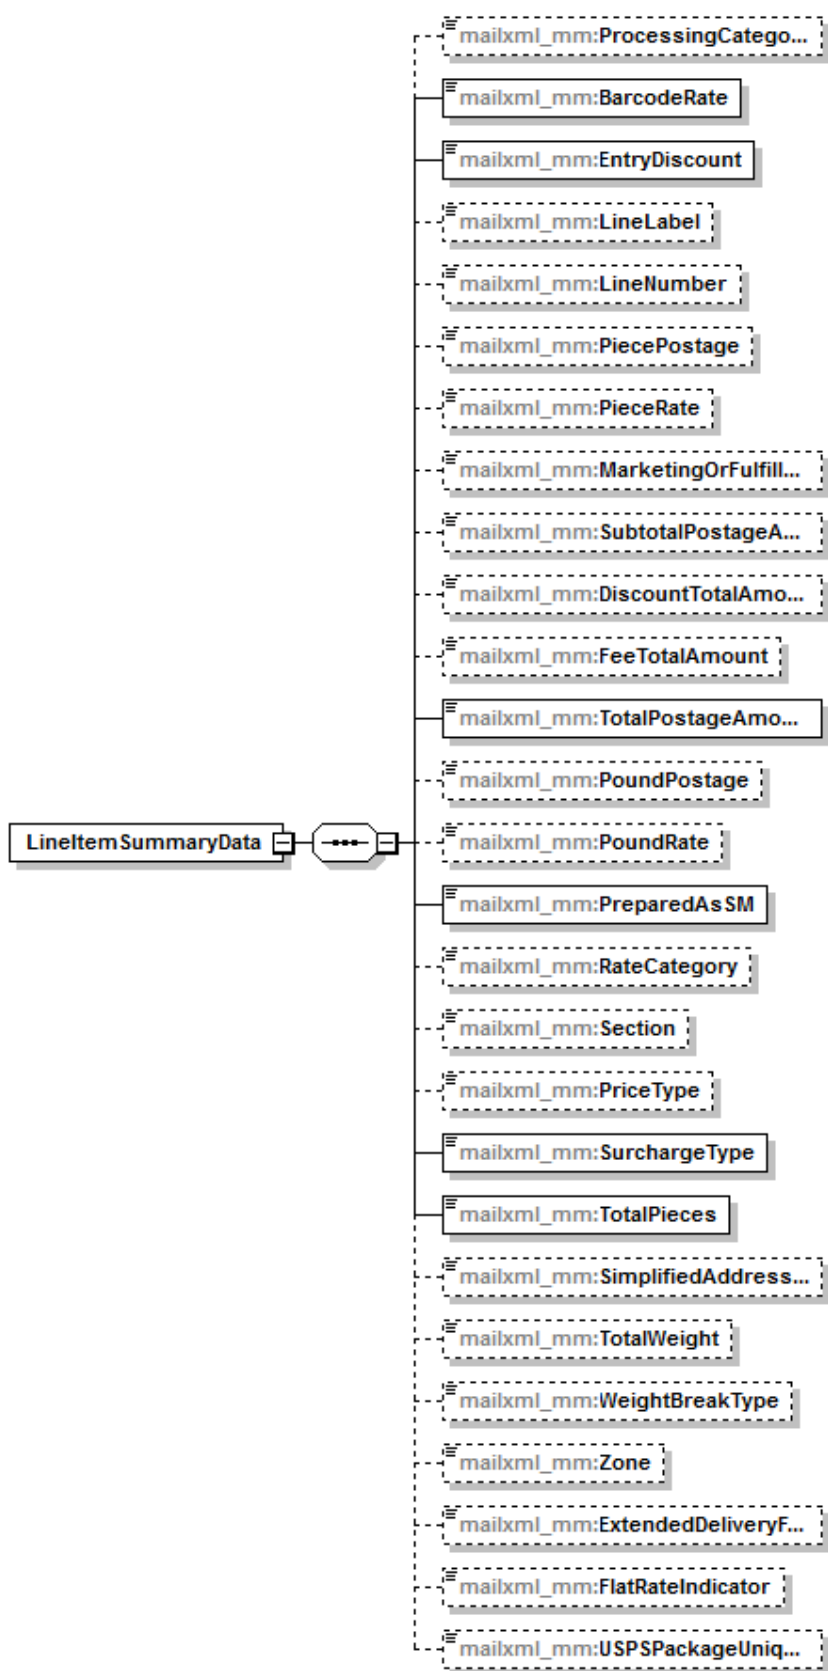 mailxml_mm:ProcessingCatego...
mailxml_mm:BarcodeRate
mailxml_mm:EntryDiscount
mailxml_mm:LineLabel
mailxml_mm:LineNumber
mailxml_mm:PiecePostage
mailxml_mm:PieceRate
mailxml_mm:MarketingOrFulfill...
mailxml_mm:SubtotalPostageA...
mailxml_mm:DiscountTotalAmo...
mailxml_mm:FeeTotalAmount
mailxml_mm:TotalPostageAmo...
mailxml_mm:PoundPostage
LineItemSummaryData
mailxml_mm:PoundRate
mailxml_mm:PreparedAsSM
mailxml_mm:RateCategory
mailxml_mm:Section
mailxml_mm:PriceType
mailxml_mm:SurchargeType
mailxml_mm:TotalPieces
mailxml_mm:SimplifiedAddress...
mailxml_mm:TotalWeight
mailxml_mm:WeightBreakType
mailxml_mm:Zone
mailxml_mm:ExtendedDeliveryF...
mailxml_mm:FlatRateIndicator
mailxml_mm:USPSPackageUniq...